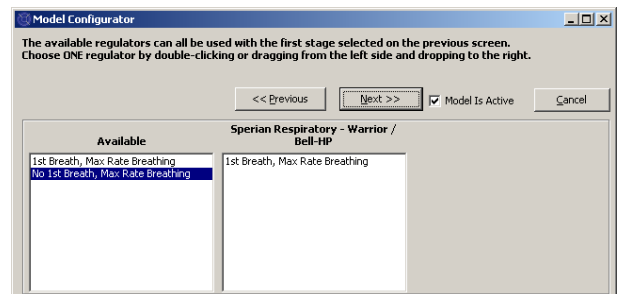 Model Configurator
The available regulators can all be used with the first stage selected on the previous screen.
Choose ONE regulator by double-clicking or dragging from the left side and dropping to the right.
<< Previous
Next >>
Model Is Active
Cancel
Available
Sperian Respiratory - Warrior /
Bell-HP
1st Breath, Max Rate Breathing
No 1st Breath, Max Rate Breathing
1st Breath, Max Rate Breathing